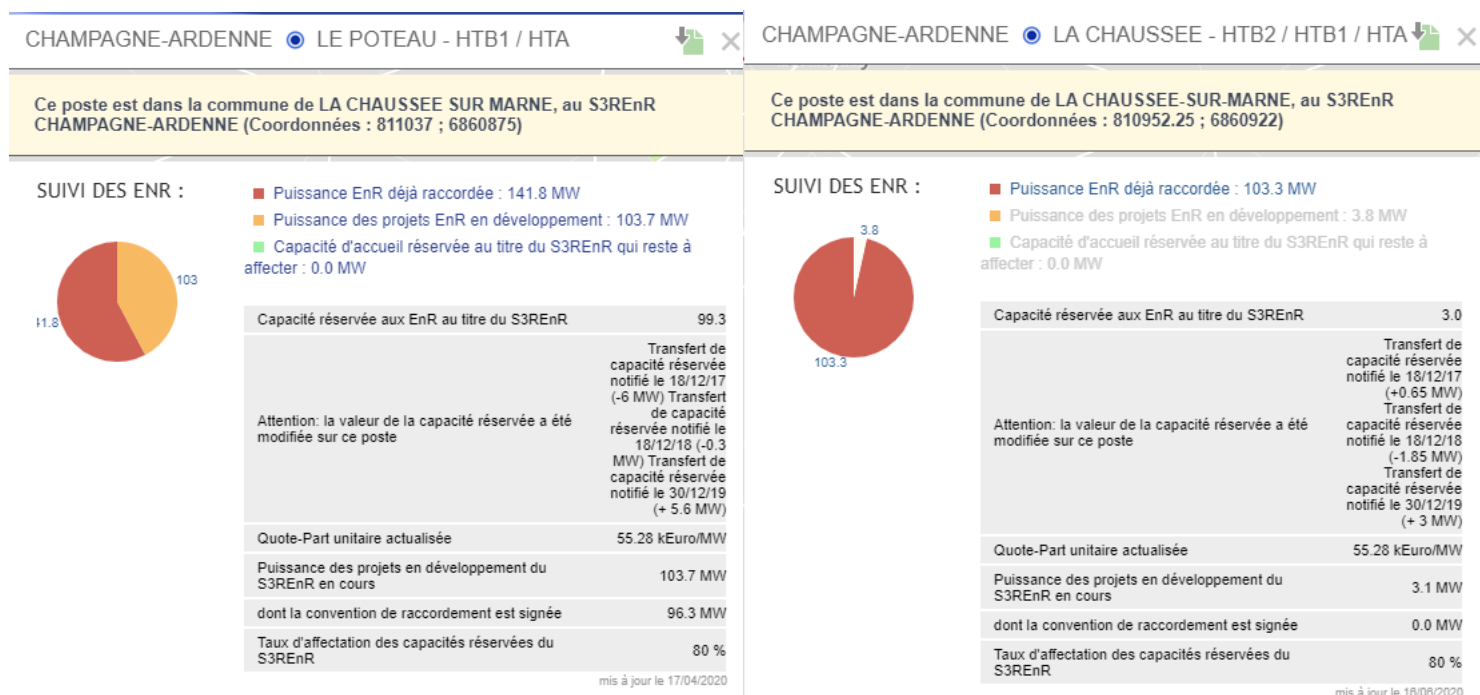 CHAMPAGNE-ARDENNE LE POTEAU - HTB1 / HTA
Ce poste est dans la commune de LA CHAUSSEE SUR MARNE, au S3REnR
CHAMPAGNE-ARDENNE (Coordonnées : 811037 ; 6860875)
SUIVI DES ENR :
Puissance EnR déjà raccordée : 141.8 MW
Puissance des projets EnR en développement : 103.7 MW
Capacité d'accueil réservée au titre du S3REnR qui reste à
affecter : 0.0 MW
103
41.8
Capacité réservée aux EnR au titre du S3REnR 99.3
Attention: la valeur de la capacité réservée a été
modifiée sur ce poste
Transfert de
capacité réservée
notifié le 18/12/17
(-6 MW) Transfert
de capacité
réservée notifié le
18/12/18 (-0.3
MW) Transfert de
capacité réservée
notifié le 30/12/19
(+ 5.6 MW)
Quote-Part unitaire actualisée 55.28 kEuro/MW
Puissance des projets en développement du
S3REnR en cours 103.7 MW
dont la convention de raccordement est signée 96.3 MW
Taux d'affectation des capacités réservées du
S3REnR 80 %
mis à jour le 17/04/2020
CHAMPAGNE-ARDENNE LA CHAUSSEE - HTB2 / HTB1 / HTA
Ce poste est dans la commune de LA CHAUSSEE-SUR-MARNE, au S3REnR
CHAMPAGNE-ARDENNE (Coordonnées : 810952.25 ; 6860922)
SUIVI DES ENR :
Puissance EnR déjà raccordée : 103.3 MW
Puissance des projets EnR en développement : 3.8 MW
Capacité d'accueil réservée au titre du S3REnR qui reste à
affecter : 0.0 MW
3.8
103.3
Capacité réservée aux EnR au titre du S3REnR 3.0
Attention: la valeur de la capacité réservée a été
modifiée sur ce poste
Transfert de
capacité réservée
notifié le 18/12/17
(+0.65 MW)
Transfert de
capacité réservée
notifié le 18/12/18
(-1.85 MW)
Transfert de
capacité réservée
notifié le 30/12/19
(+ 3 MW)
Quote-Part unitaire actualisée 55.28 kEuro/MW
Puissance des projets en développement du
S3REnR en cours 3.1 MW
dont la convention de raccordement est signée 0.0 MW
Taux d'affectation des capacités réservées du
S3REnR 80 %
mis à jour le 16/06/2020